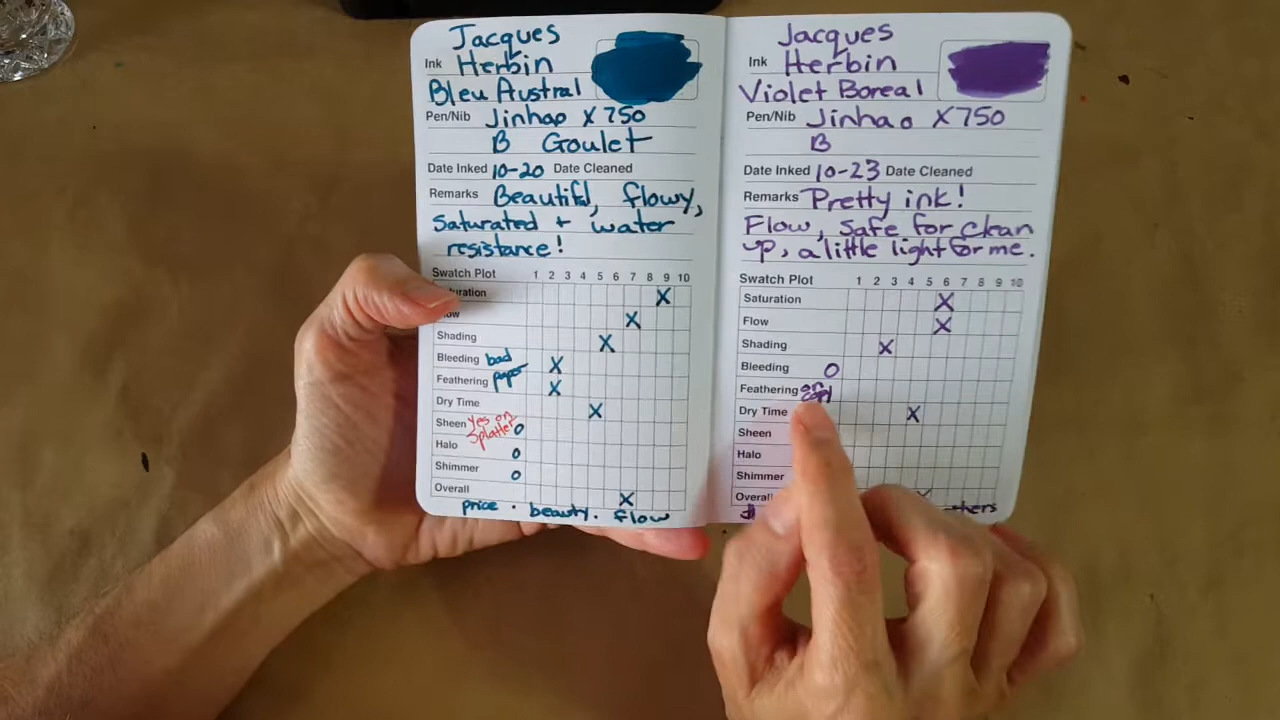 Jacques
Ink Herbin
Bleu Austral
Pen/Nib Jinhao X750
B Goulet
Date Inked 10-20 Date Cleaned
Remarks Beautiful, flowy,
Saturated + water
resistance!
Swatch Plot 1 2 3 4 5 6 7 8 9 10
uration X
ow X
Shading X
Bleeding bad X
Feathering paper X
Dry Time X
Sheen Yes on
Splatter O
Halo O
Shimmer O
Overall X
price · beauty · flow
Jacques
Ink Herbin
Violet Boreal
Pen/Nib Jinhao X750
B
Date Inked 10-23 Date Cleaned
Remarks Pretty ink!
Flow, safe for clean
up, a little light for me.
Swatch Plot 1 2 3 4 5 6 7 8 9 10
Saturation X
Flow X
Shading X
Bleeding O
Feathering on
copy
Dry Time X
Sheen
Halo
Shimmer
Overall X